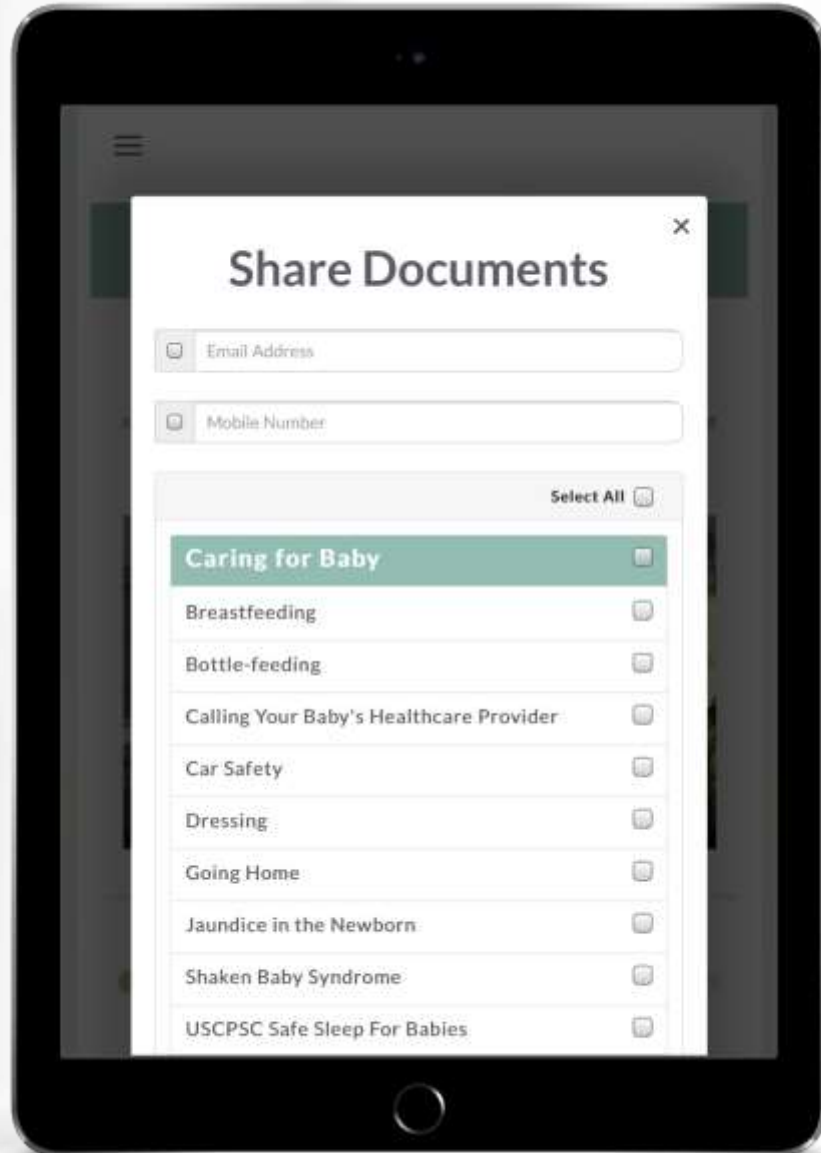 Share Documents
Email Address
Mobile Number
Select All
Caring for Baby
Breastfeeding
Bottle-feeding
Calling Your Baby's Healthcare Provider
Car Safety
Dressing
Going Home
Jaundice in the Newborn
Shaken Baby Syndrome
USCPSC Safe Sleep For Babies